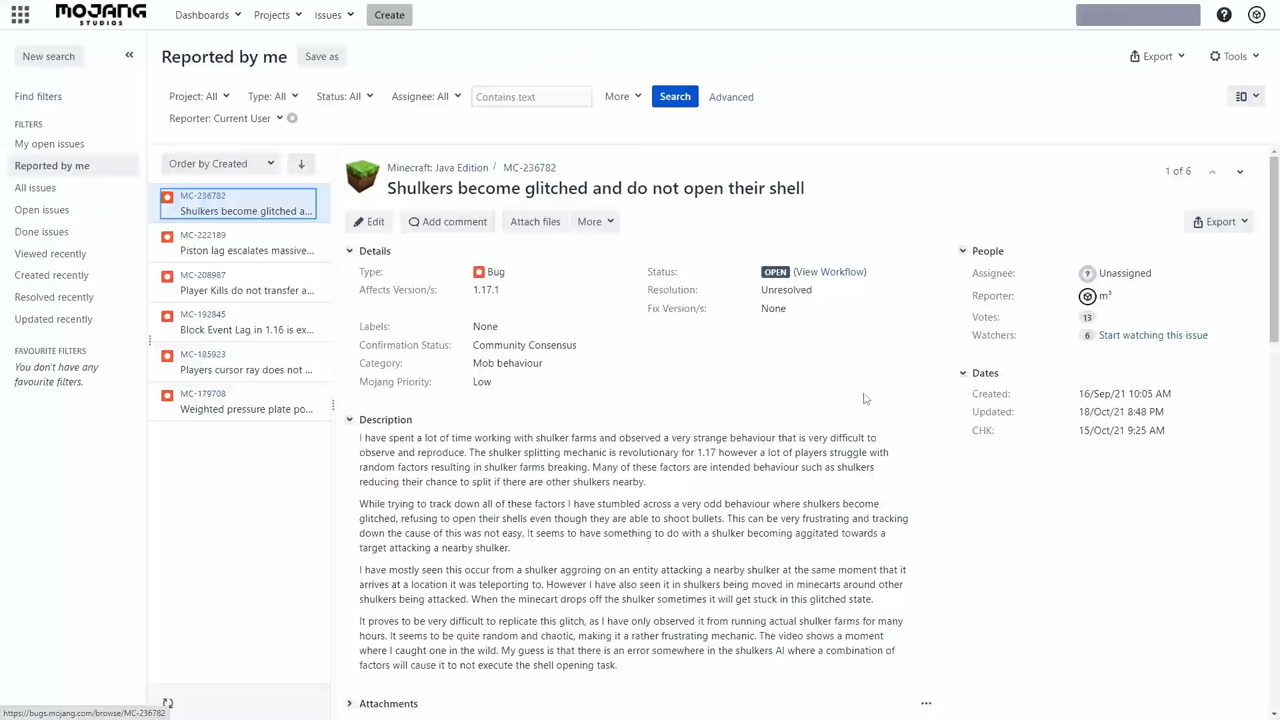 MOJANG
STUDIOS
Dashboards
Projects
Issues
Create
New search
Find filters
FILTERS
My open issues
Reported by me
All issues
Open issues
Done issues
Viewed recently
Created recently
Resolved recently
Updated recently
FAVOURITE FILTERS
You don't have any
favourite filters.
Reported by me
Save as
Export
Tools
Project: All
Type: All
Status: All
Assignee: All
Contains text
More
Search
Advanced
Reporter: Current User
Order by Created
MC-236782
Shulkers become glitched a...
MC-222189
Piston lag escalates massive...
MC-208987
Player Kills do not transfer a...
MC-192845
Block Event Lag in 1.16 is ex...
MC-185923
Players cursor ray does not ...
MC-179708
Weighted pressure plate po...
Minecraft: Java Edition / MC-236782
Shulkers become glitched and do not open their shell
1 of 6
Edit
Add comment
Attach files
More
Export
Details
Type: Bug
Affects Version/s: 1.17.1
Labels: None
Confirmation Status: Community Consensus
Category: Mob behaviour
Mojang Priority: Low
Status: OPEN (View Workflow)
Resolution: Unresolved
Fix Version/s: None
People
Assignee: Unassigned
Reporter: m³
Votes: 13
Watchers: 6 Start watching this issue
Dates
Created: 16/Sep/21 10:05 AM
Updated: 18/Oct/21 8:48 PM
CHK: 15/Oct/21 9:25 AM
Description
I have spent a lot of time working with shulker farms and observed a very strange behaviour that is very difficult to
observe and reproduce. The shulker splitting mechanic is revolutionary for 1.17 however a lot of players struggle with
random factors resulting in shulker farms breaking. Many of these factors are intended behaviour such as shulkers
reducing their chance to split if there are other shulkers nearby.
While trying to track down all of these factors I have stumbled across a very odd behaviour where shulkers become
glitched, refusing to open their shells even though they are able to shoot bullets. This can be very frustrating and tracking
down the cause of this was not easy. It seems to have something to do with a shulker becoming aggitated towards a
target attacking a nearby shulker.
I have mostly seen this occur from a shulker aggroing on an entity attacking a nearby shulker at the same moment that it
arrives at a location it was teleporting to. However I have also seen it in shulkers being moved in minecarts around other
shulkers being attacked. When the minecart drops off the shulker sometimes it will get stuck in this glitched state.
It proves to be very difficult to replicate this glitch, as I have only observed it from running actual shulker farms for many
hours. It seems to be quite random and chaotic, making it a rather frustrating mechanic. The video shows a moment
where I caught one in the wild. My guess is that there is an error somewhere in the shulkers AI where a combination of
factors will cause it to not execute the shell opening task.
Attachments
https://bugs.mojang.com/browse/MC-236782